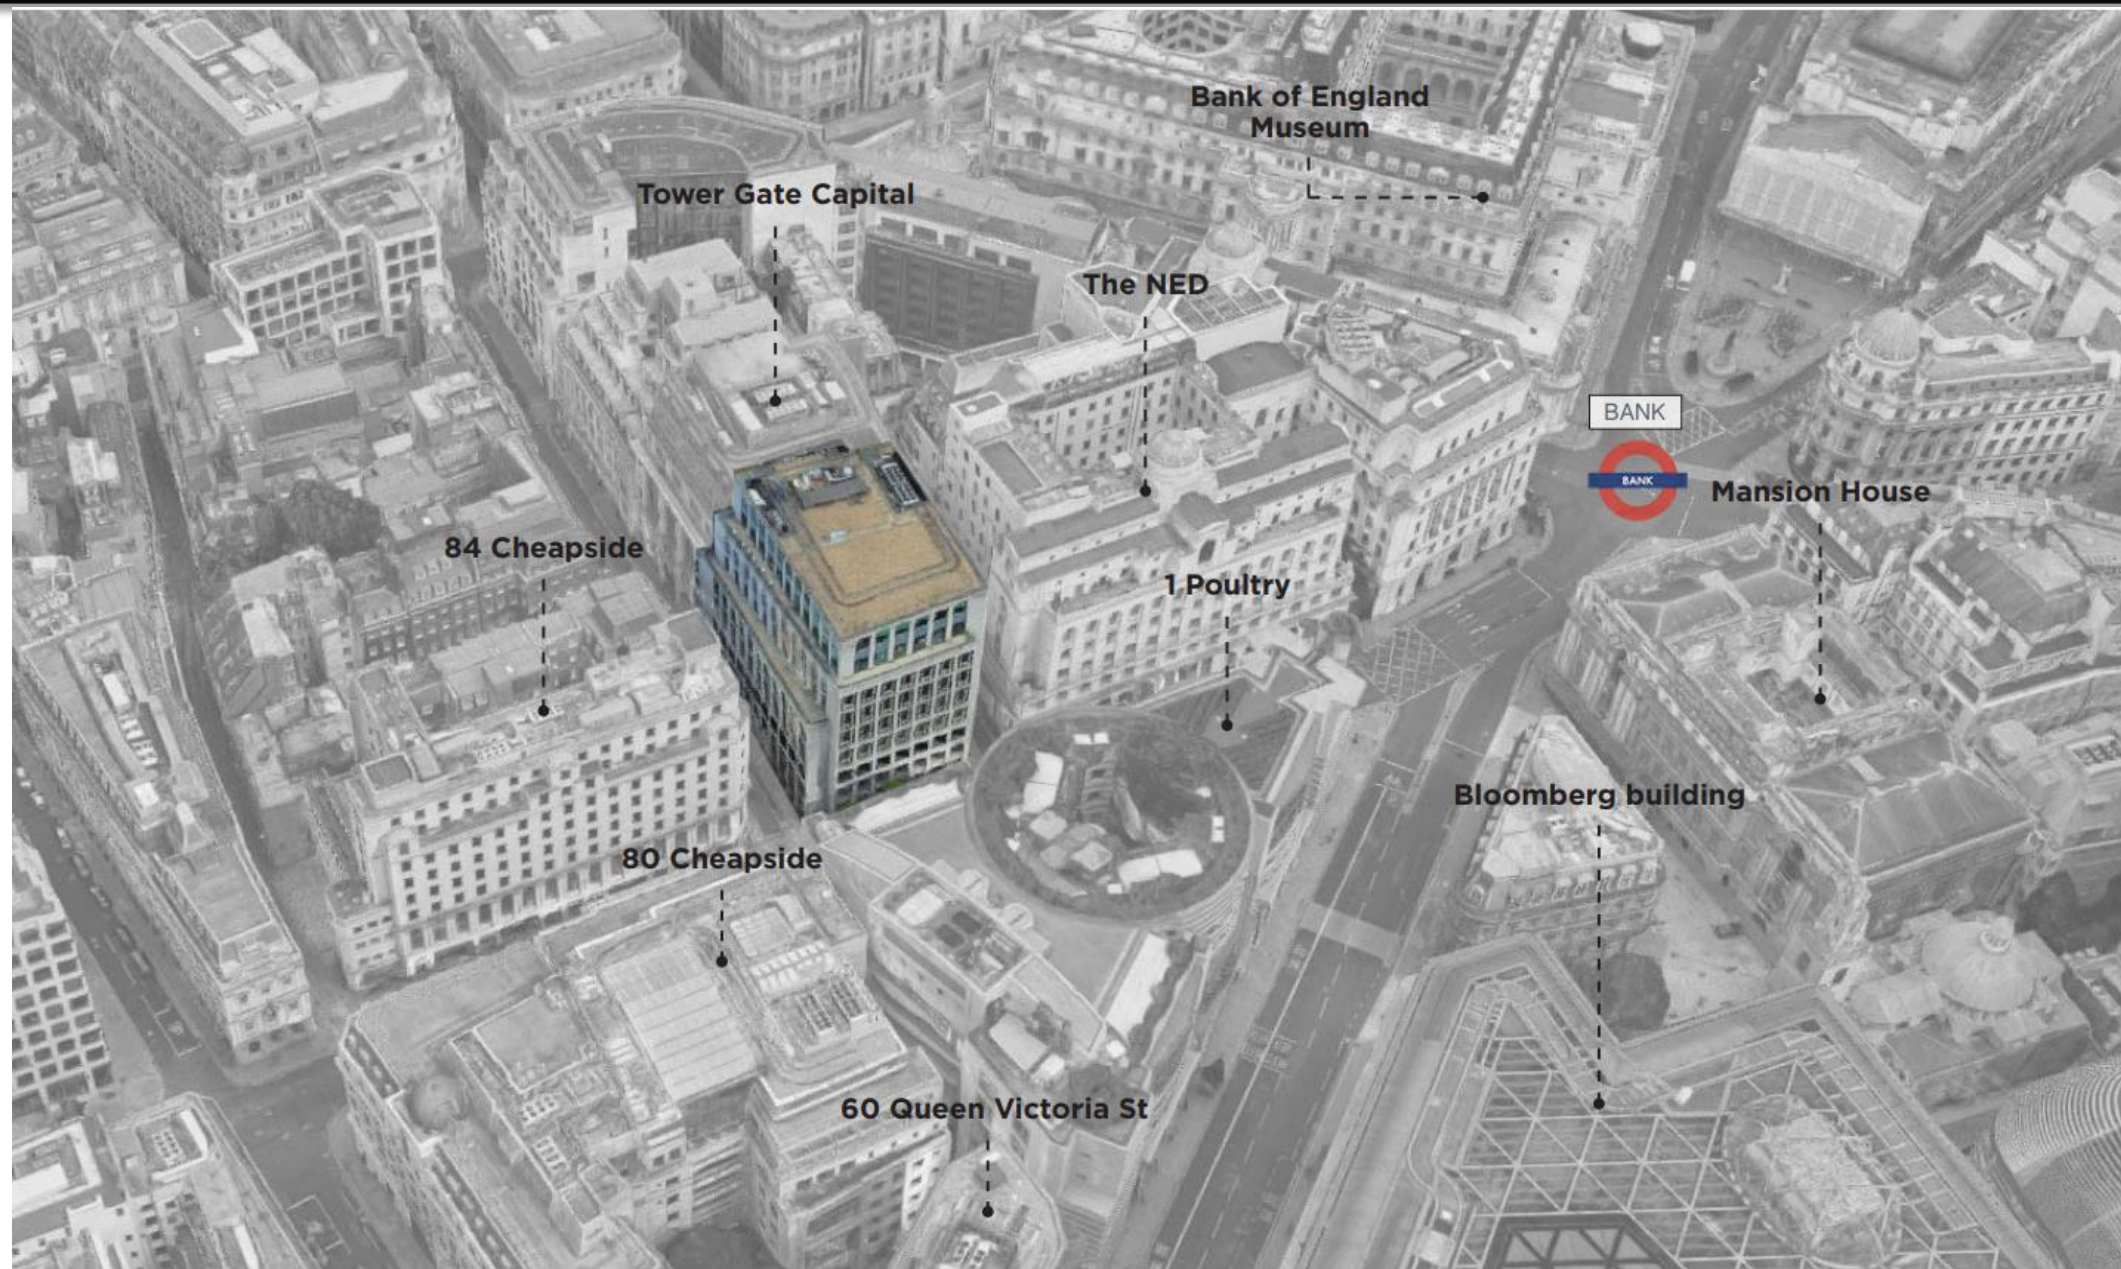 Bank of England
Museum
Tower Gate Capital
The NED
BANK
BANK
Mansion House
84 Cheapside
1 Poultry
Bloomberg building
80 Cheapside
60 Queen Victoria St